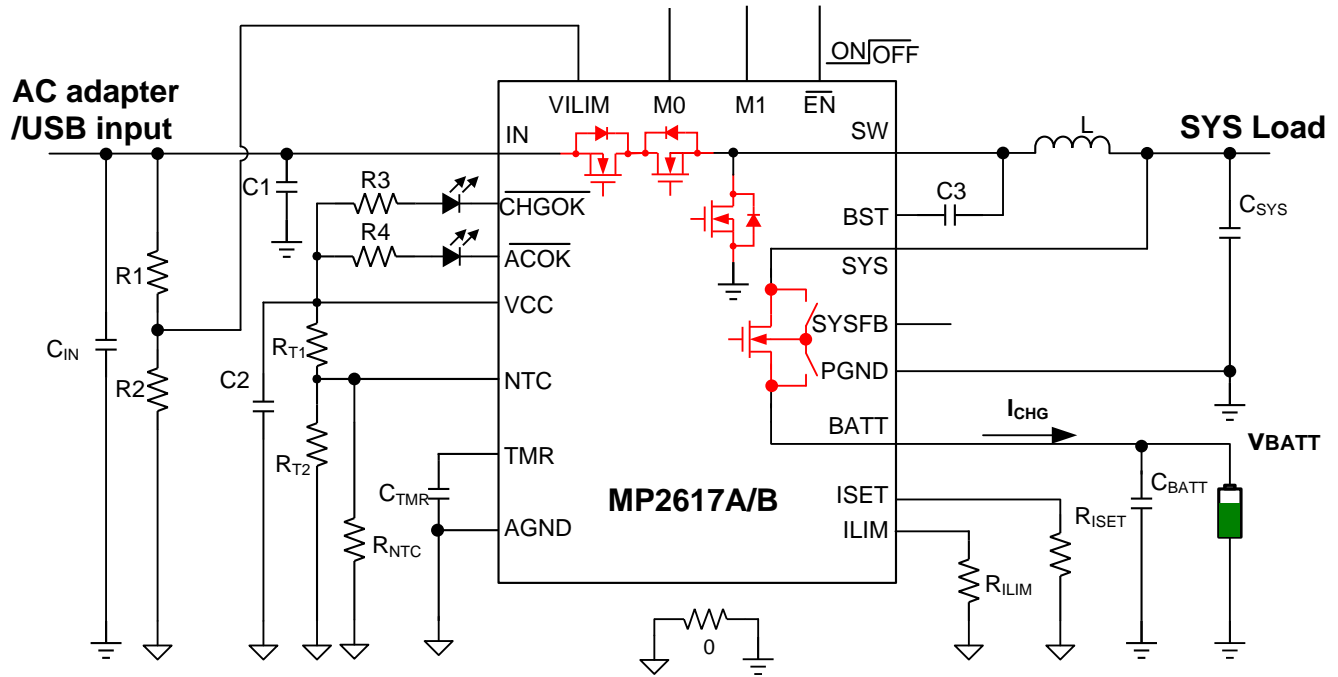 ON OFF
AC adapter
/USB input
VILIM M0 M1 EN
IN
SW
L
SYS Load
C1
R3
CHGOK
C3
BST
CSYS
R4
ACOK
SYS
R1
VCC
SYSFB
CIN
RT1
R2
C2
NTC
PGND
ICHG
BATT
VBATT
RT2
TMR
CTMR
MP2617A/B
CBATT
ISET
RISET
AGND
ILIM
RNTC
RILIM
0